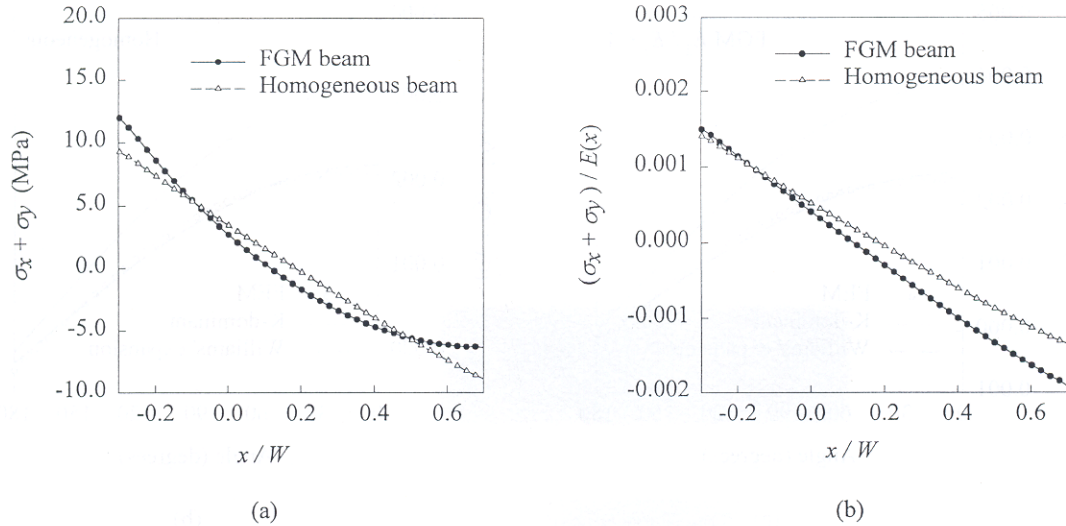 20.0
15.0
10.0
5.0
0.0
-5.0
-10.0
σx + σy (MPa)
FGM beam
Homogeneous beam
-0.2 0.0 0.2 0.4 0.6
x / W
(a)
0.003
0.002
0.001
0.000
-0.001
-0.002
(σx + σy) / E(x)
FGM beam
Homogeneous beam
-0.2 0.0 0.2 0.4 0.6
x / W
(b)